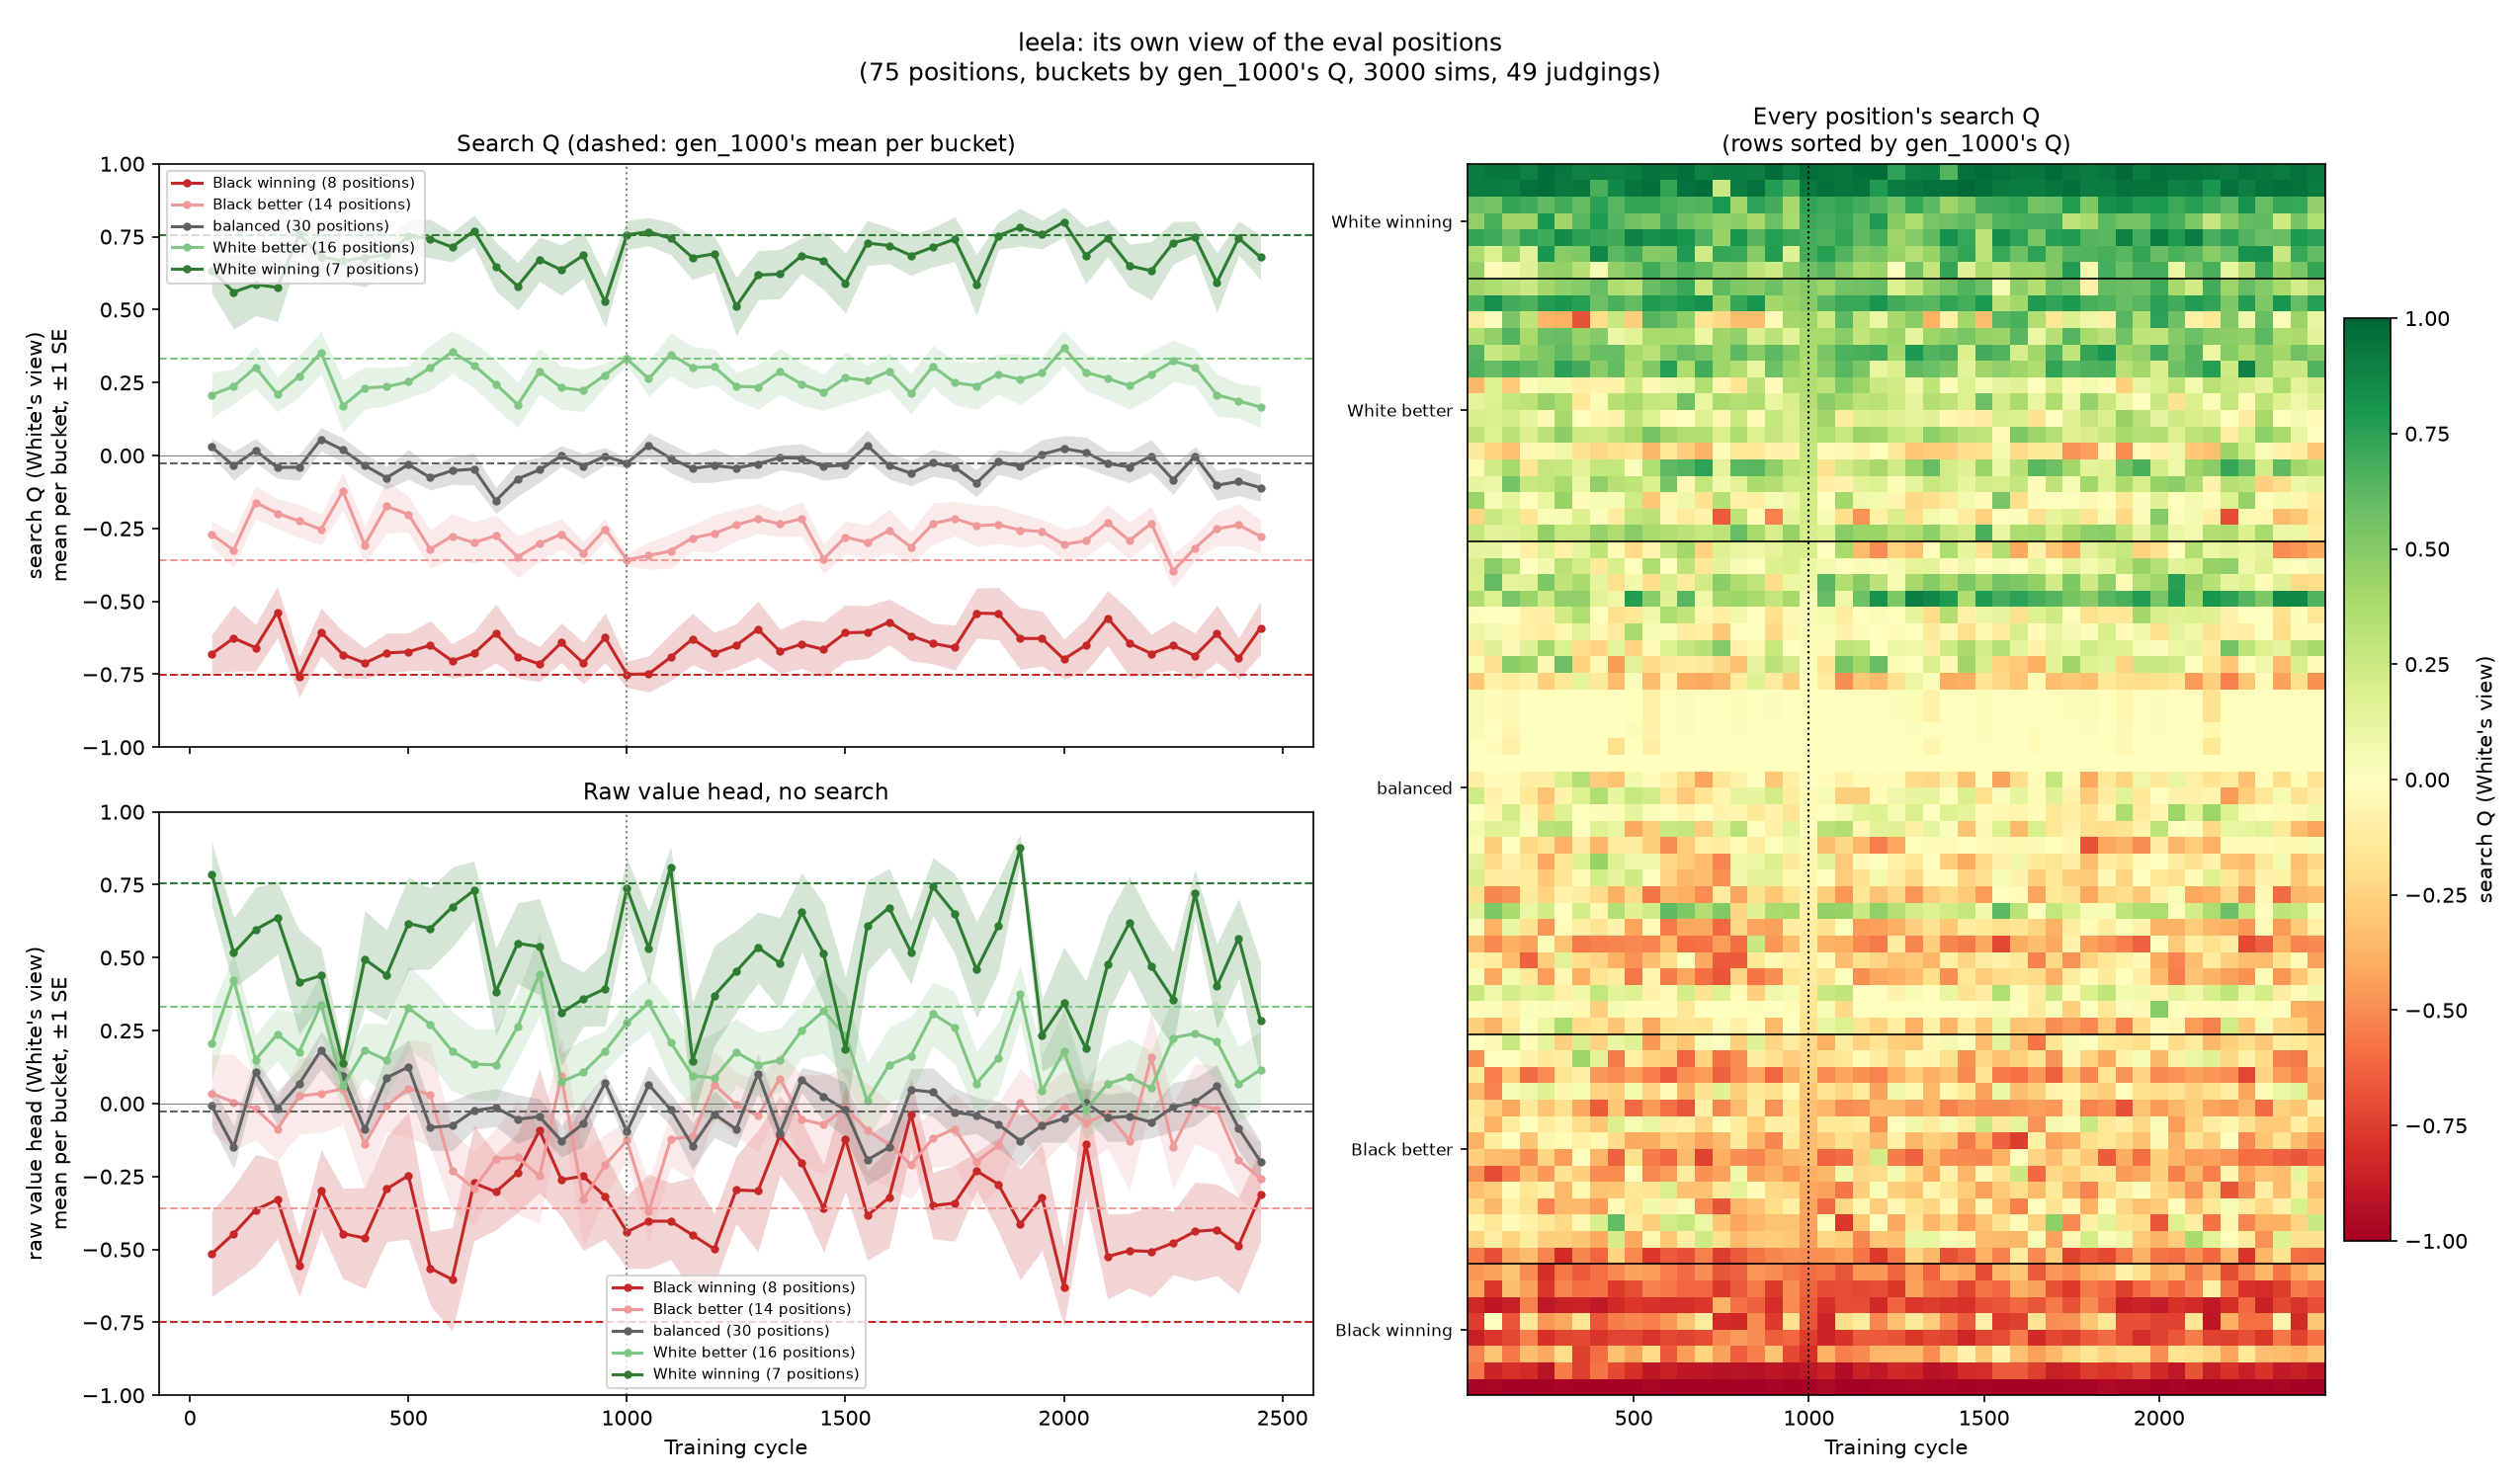 leela: its own view of the eval positions
(75 positions, buckets by gen_1000's Q, 3000 sims, 49 judgings)
Search Q (dashed: gen_1000's mean per bucket)
1.00
0.75
0.50
0.25
0.00
−0.25
−0.50
−0.75
−1.00
search Q (White's view)
mean per bucket, ±1 SE
Black winning (8 positions)
Black better (14 positions)
balanced (30 positions)
White better (16 positions)
White winning (7 positions)
Raw value head, no search
1.00
0.75
0.50
0.25
0.00
−0.25
−0.50
−0.75
−1.00
raw value head (White's view)
mean per bucket, ±1 SE
Black winning (8 positions)
Black better (14 positions)
balanced (30 positions)
White better (16 positions)
White winning (7 positions)
0
500
1000
1500
2000
2500
Training cycle
Every position's search Q
(rows sorted by gen_1000's Q)
White winning
White better
balanced
Black better
Black winning
500
1000
1500
2000
Training cycle
1.00
0.75
0.50
0.25
0.00
−0.25
−0.50
−0.75
−1.00
search Q (White's view)